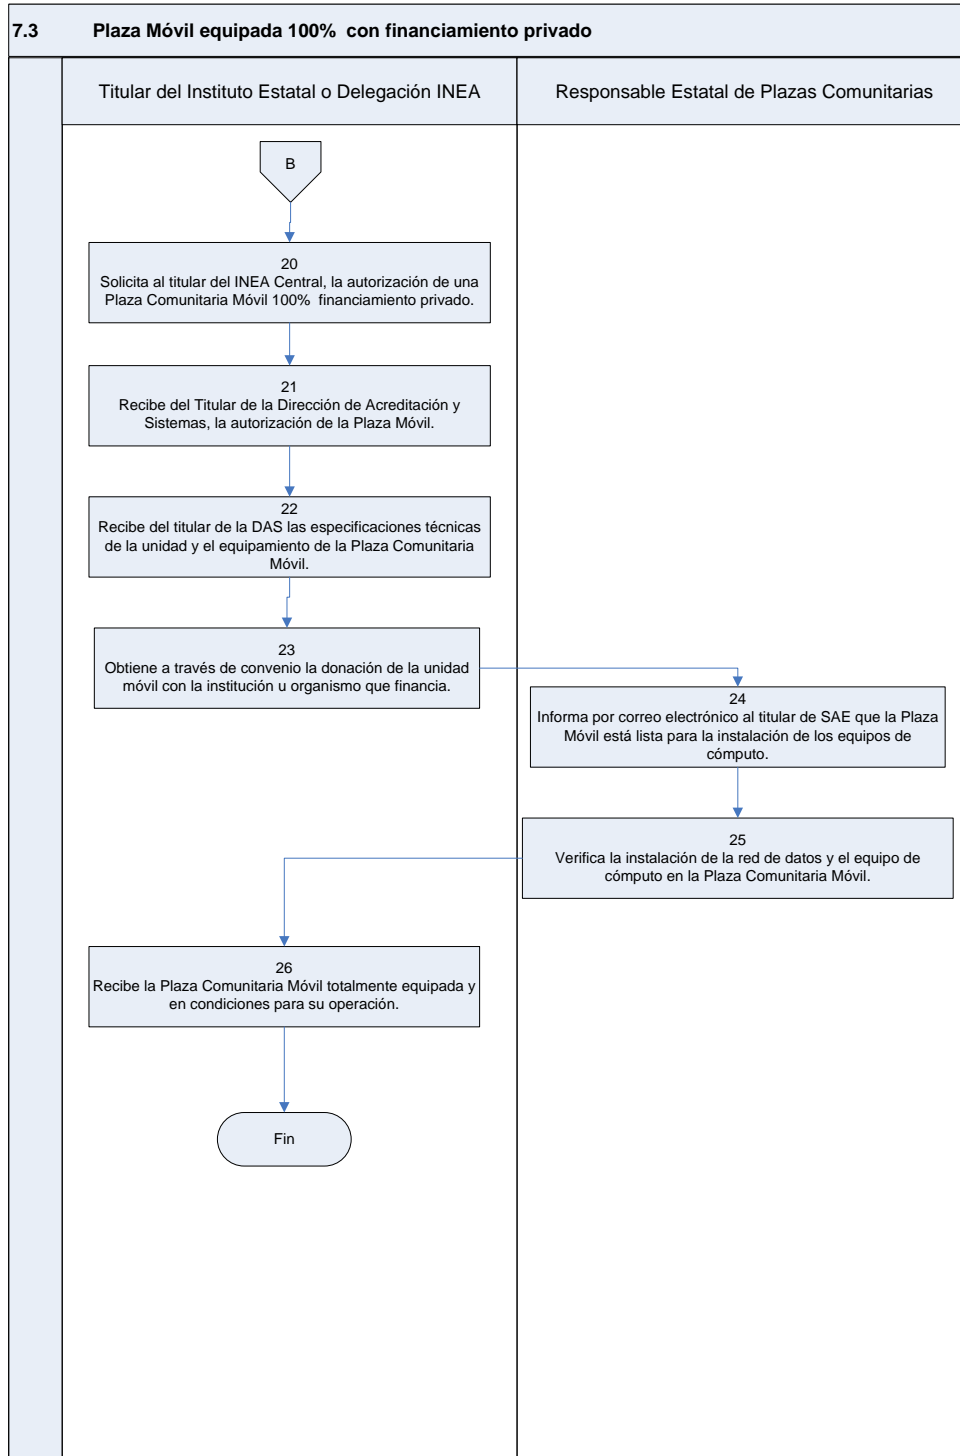 7.3 Plaza Móvil equipada 100% con financiamiento privado
Titular del Instituto Estatal o Delegación INEA
Responsable Estatal de Plazas Comunitarias
B
20
Solicita al titular del INEA Central, la autorización de una
Plaza Comunitaria Móvil 100% financiamiento privado.
21
Recibe del Titular de la Dirección de Acreditación y
Sistemas, la autorización de la Plaza Móvil.
22
Recibe del titular de la DAS las especificaciones técnicas
de la unidad y el equipamiento de la Plaza Comunitaria
Móvil.
23
Obtiene a través de convenio la donación de la unidad
móvil con la institución u organismo que financia.
24
Informa por correo electrónico al titular de SAE que la Plaza
Móvil está lista para la instalación de los equipos de
cómputo.
25
Verifica la instalación de la red de datos y el equipo de
cómputo en la Plaza Comunitaria Móvil.
26
Recibe la Plaza Comunitaria Móvil totalmente equipada y
en condiciones para su operación.
Fin